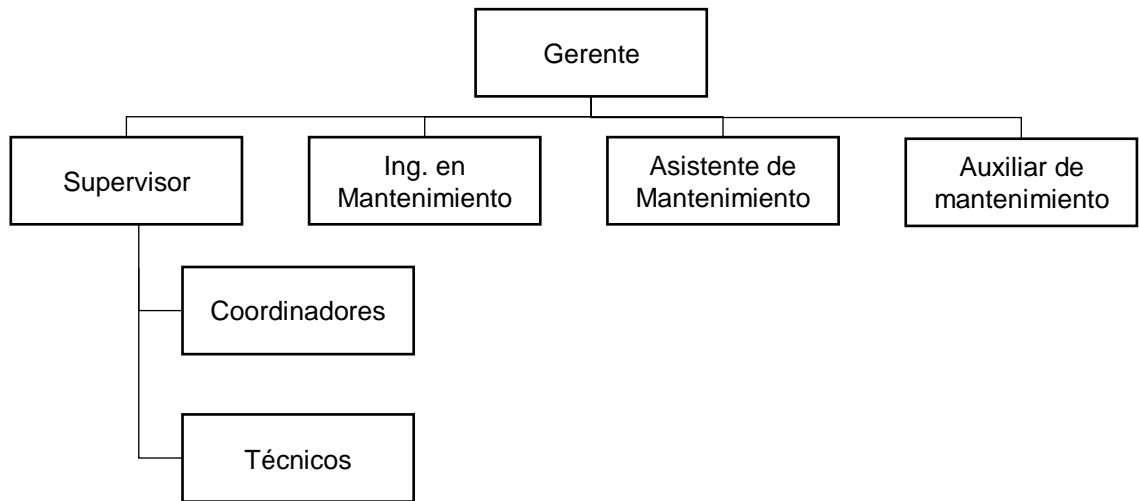 Gerente
Supervisor
Ing. en
Mantenimiento
Asistente de
Mantenimiento
Auxiliar de
mantenimiento
Coordinadores
Técnicos